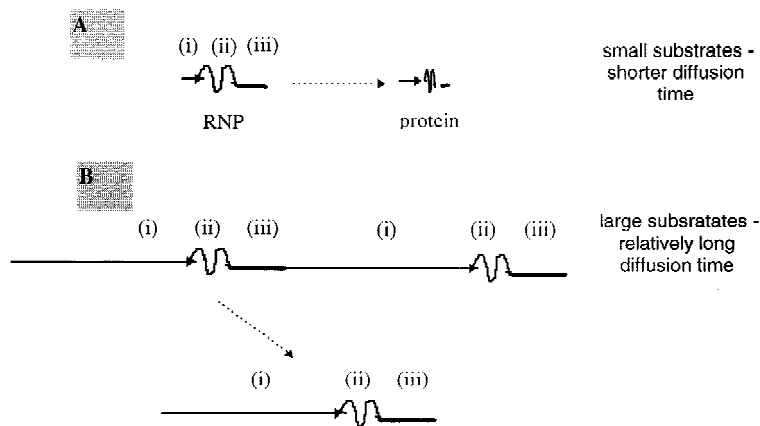 A
(i) (ii) (iii)
RNP
protein
small substrates -
shorter diffusion
time
B
(i) (ii) (iii) (i) (ii) (iii)
large subsratates -
relatively long
diffusion time
(i) (ii) (iii)